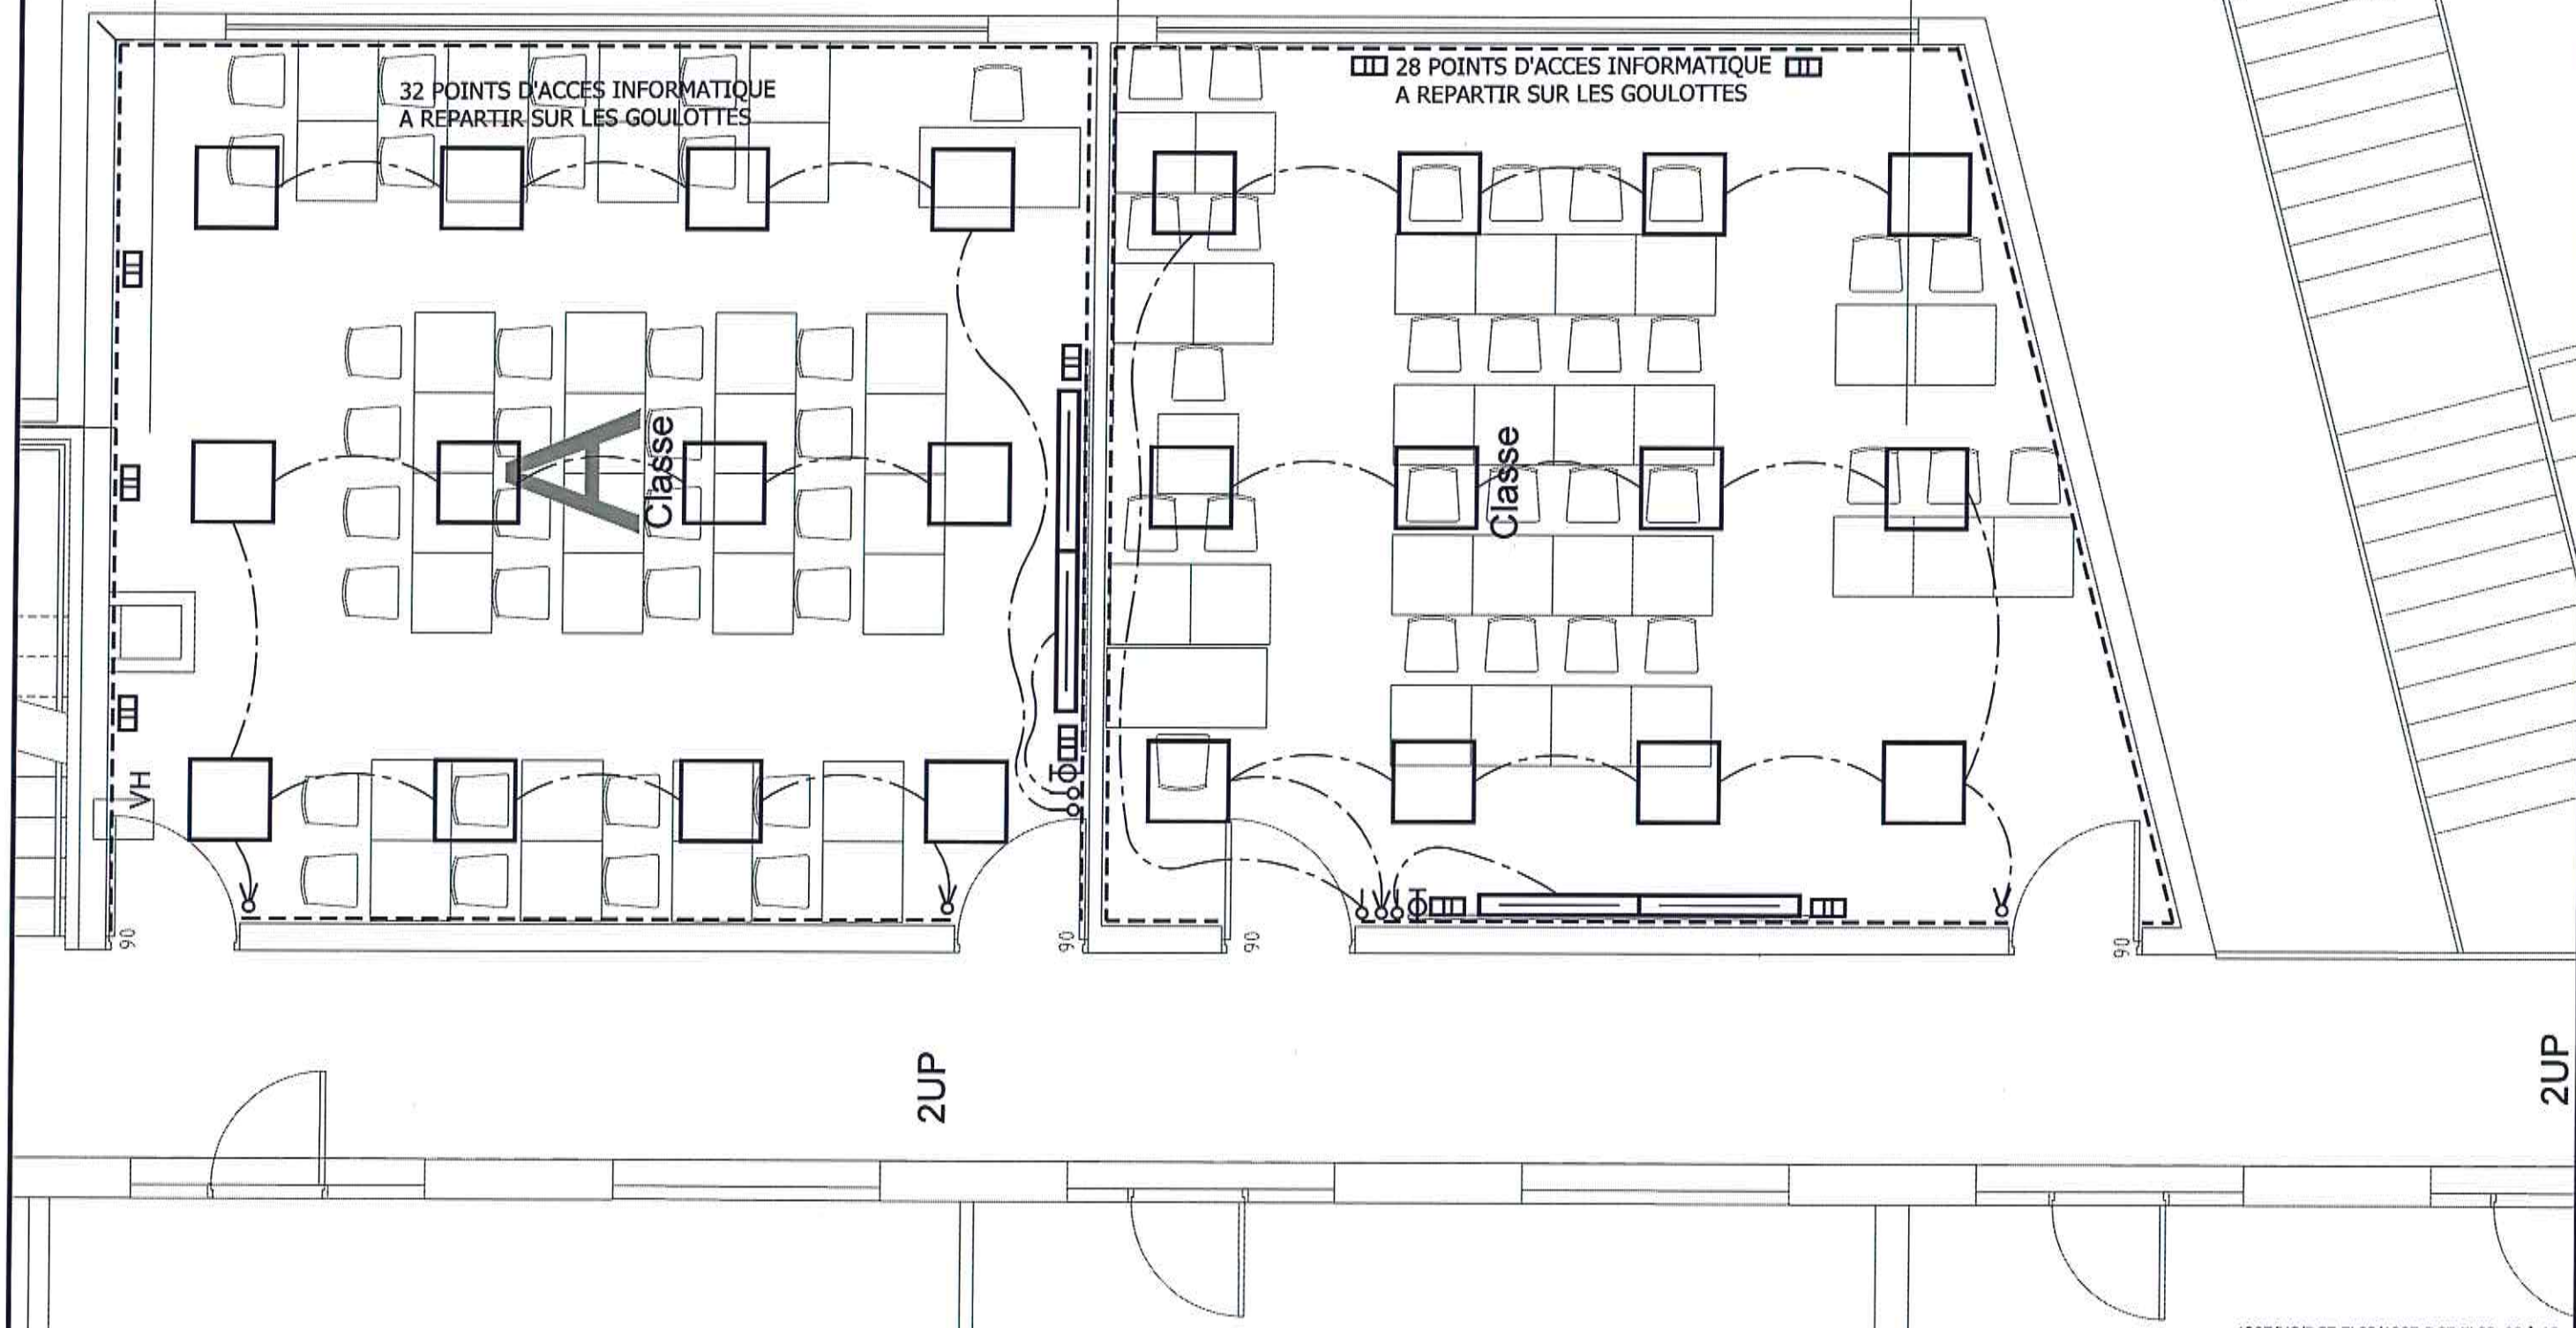 32 POINTS D'ACCES INFORMATIQUE
A REPARTIR SUR LES GOULOTTES
28 POINTS D'ACCES INFORMATIQUE
A REPARTIR SUR LES GOULOTTES
A
Classe
Classe
VH
90
90
90
90
2UP
2UP